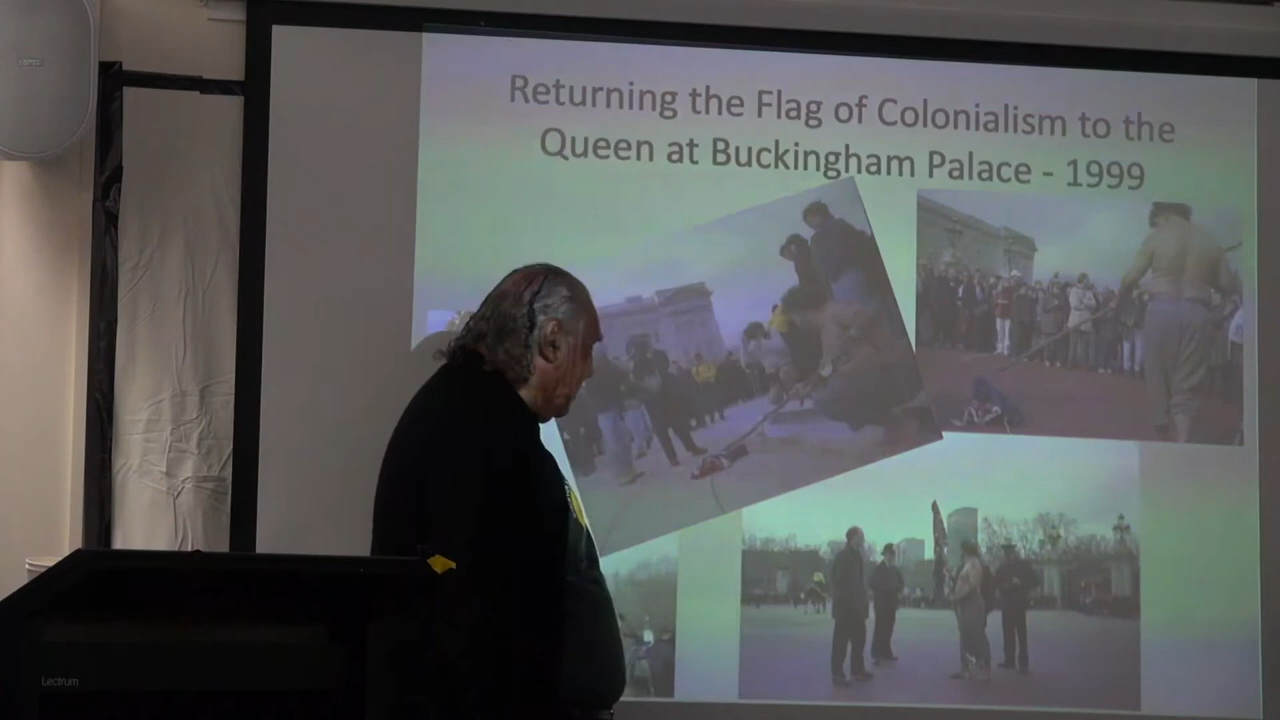 Returning the Flag of Colonialism to the
Queen at Buckingham Palace - 1999
Lectrum